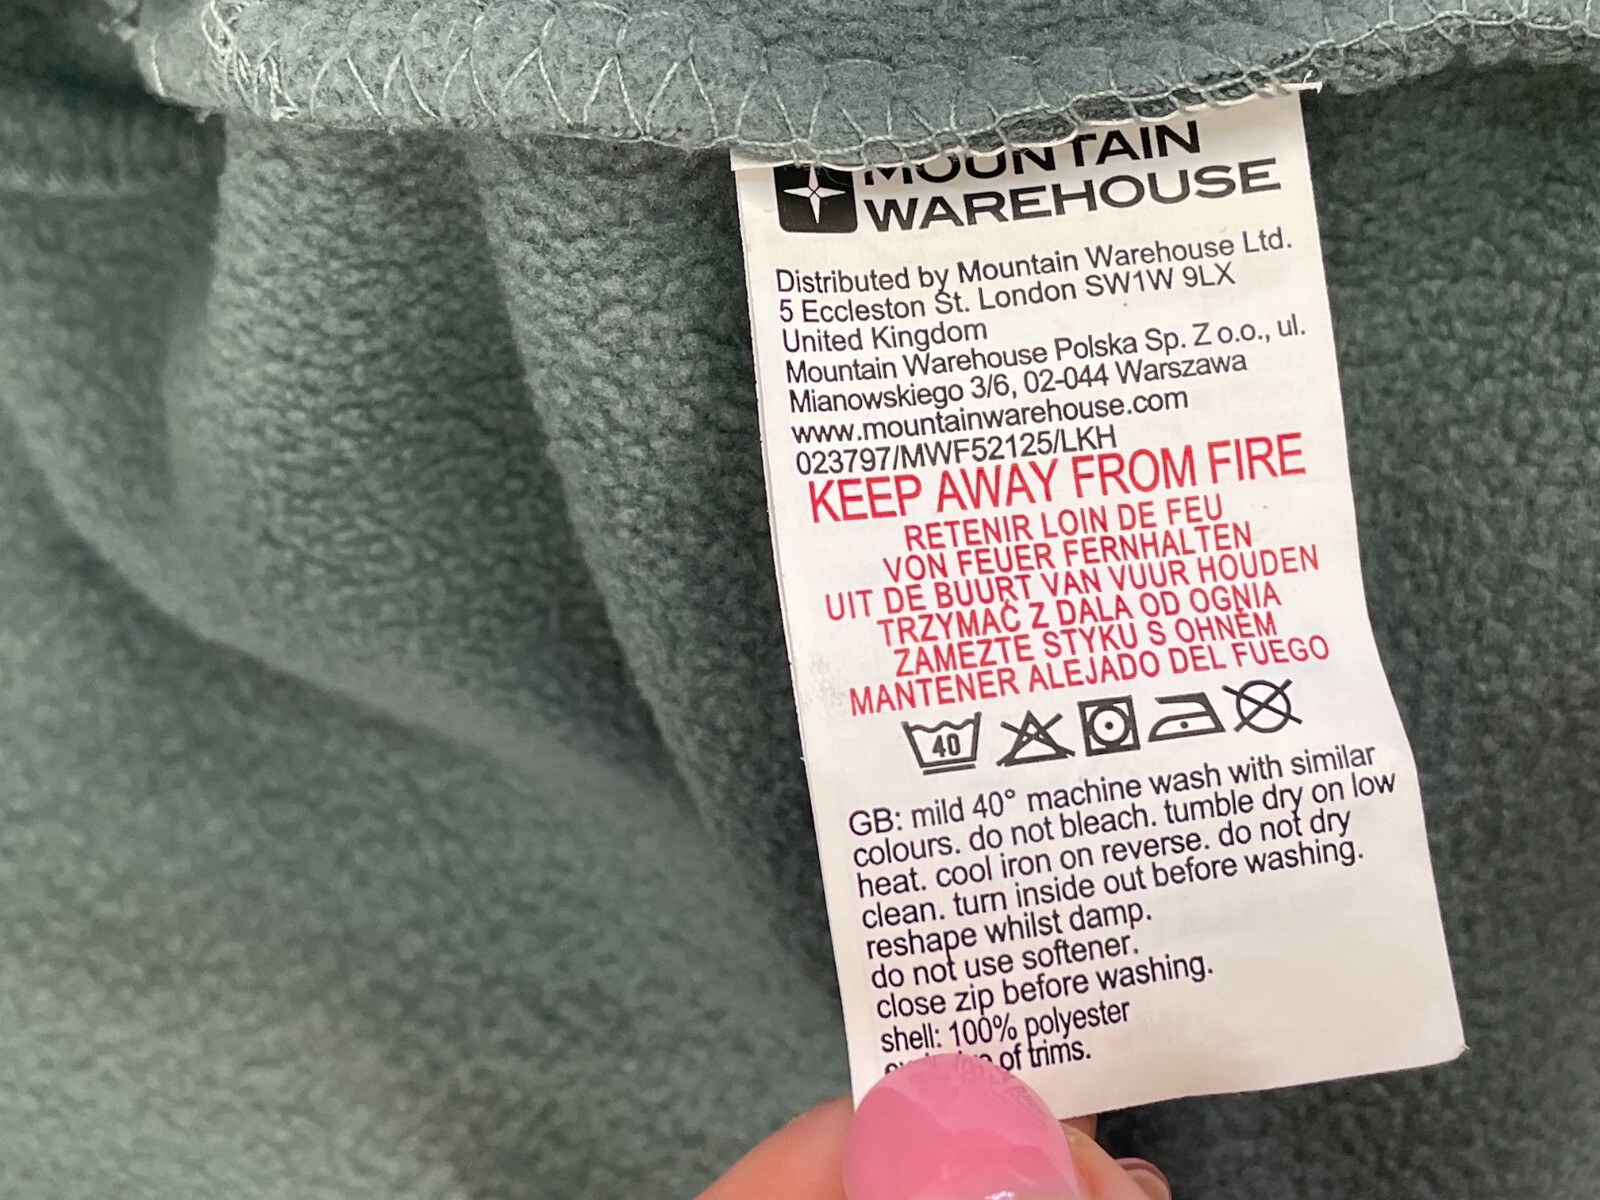 MOUNTAIN
WAREHOUSE
Distributed by Mountain Warehouse Ltd.
5 Eccleston St. London SW1W 9LX
United Kingdom
Mountain Warehouse Polska Sp. Z o.o., ul.
Mianowskiego 3/6, 02-044 Warszawa
www.mountainwarehouse.com
023797/MWF52125/LKH
KEEP AWAY FROM FIRE
RETENIR LOIN DE FEU
VON FEUER FERNHALTEN
UIT DE BUURT VAN VUUR HOUDEN
TRZYMAĆ Z DALA OD OGNIA
ZAMEZTE STYKU S OHNĚM
MANTENER ALEJADO DEL FUEGO
40
GB: mild 40° machine wash with similar
colours. do not bleach. tumble dry on low
heat. cool iron on reverse. do not dry
clean. turn inside out before washing.
reshape whilst damp.
do not use softener.
close zip before washing.
shell: 100% polyester
of trims.